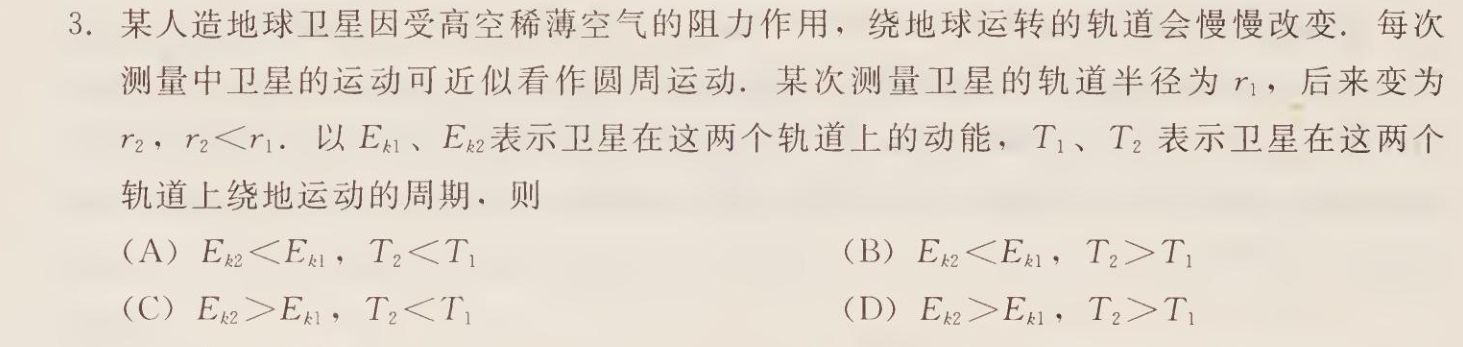 3. 某人造地球卫星因受高空稀薄空气的阻力作用，绕地球运转的轨道会慢慢改变．每次
测量中卫星的运动可近似看作圆周运动．某次测量卫星的轨道半径为 r₁，后来变为
r₂，r₂＜r₁．以 Eₖ₁、Eₖ₂表示卫星在这两个轨道上的动能，T₁、T₂ 表示卫星在这两个
轨道上绕地运动的周期．则
（A）Eₖ₂＜Eₖ₁，T₂＜T₁ （B）Eₖ₂＜Eₖ₁，T₂＞T₁
（C）Eₖ₂＞Eₖ₁，T₂＜T₁ （D）Eₖ₂＞Eₖ₁，T₂＞T₁